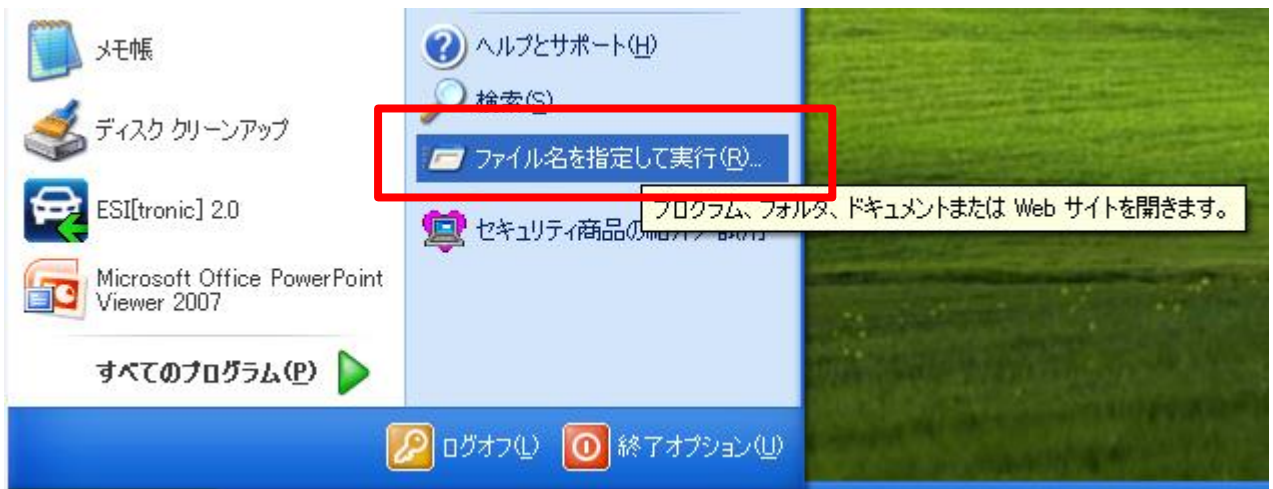 メモ帳
ディスク クリーンアップ
ESI[tronic] 2.0
Microsoft Office PowerPoint
Viewer 2007
すべてのプログラム(P)
ヘルプとサポート(H)
検索(S)
ファイル名を指定して実行(R)...
プログラム、フォルダ、ドキュメントまたは Web サイトを開きます。
セキュリティ商品の
ログオフ(L)
終了オプション(U)